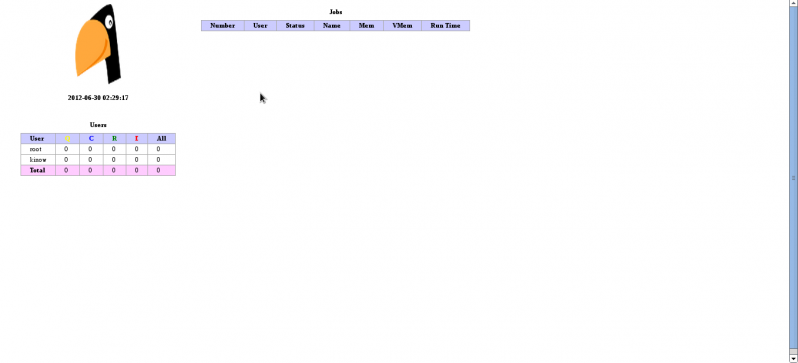 Jobs
Number User Status Name Mem VMem Run Time
2012-06-30 02:29:17
Users
User C R I All
root 0 0 0 0 0
kinow 0 0 0 0 0
Total 0 0 0 0 0